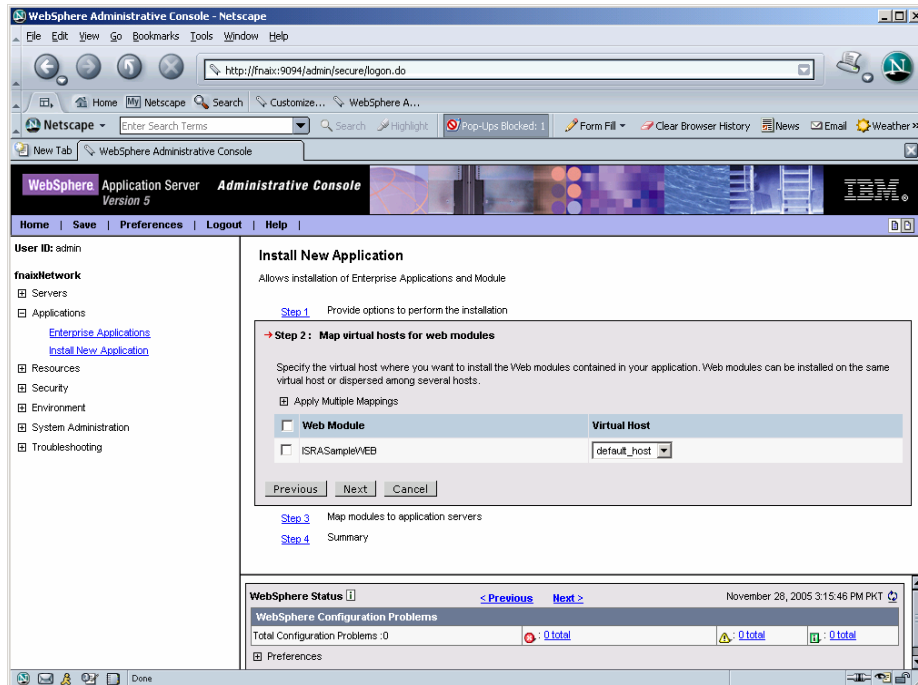 WebSphere Administrative Console - Netscape
File Edit View Go Bookmarks Tools Window Help
http://fnaix:9094/admin/secure/logon.do
Home My Netscape Search Customize... WebSphere A...
Netscape Enter Search Terms Search Highlight Pop-Ups Blocked: 1 Form Fill Clear Browser History News Email Weather
New Tab WebSphere Administrative Console
WebSphere Application Server Administrative Console
Version 5
IBM.
Home | Save | Preferences | Logout | Help |
User ID: admin
fnaixNetwork
Servers
Applications
Enterprise Applications
Install New Application
Resources
Security
Environment
System Administration
Troubleshooting
Install New Application
Allows installation of Enterprise Applications and Module
Step 1 Provide options to perform the installation
Step 2 : Map virtual hosts for web modules
Specify the virtual host where you want to install the Web modules contained in your application. Web modules can be installed on the same
virtual host or dispersed among several hosts.
Apply Multiple Mappings
Web Module Virtual Host
ISRASampleWEB default_host
Previous Next Cancel
Step 3 Map modules to application servers
Step 4 Summary
WebSphere Status i < Previous Next > November 28, 2005 3:15:46 PM PKT
WebSphere Configuration Problems
Total Configuration Problems :0 : 0 total : 0 total : 0 total
Preferences
Done